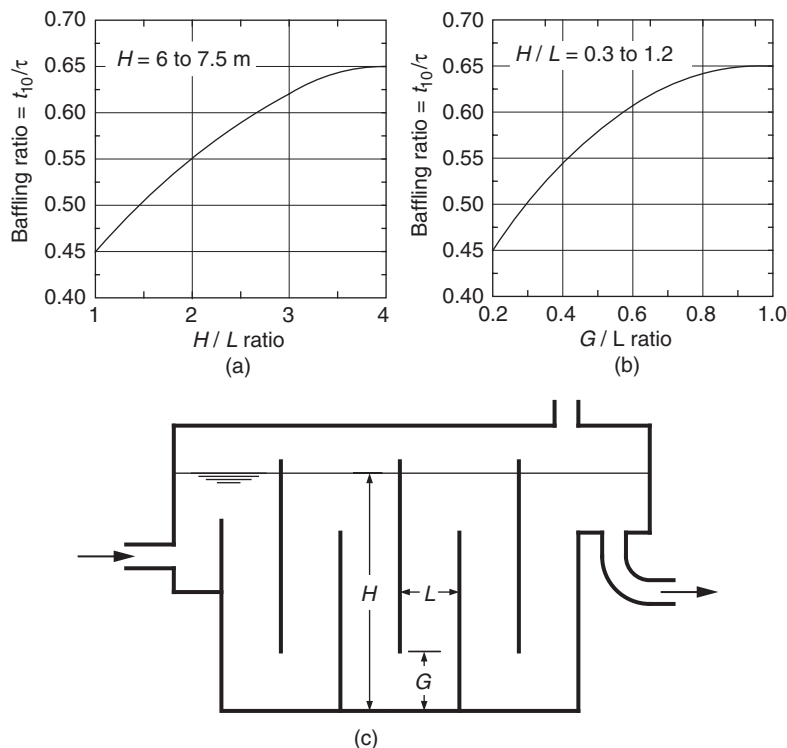 Baffling ratio = t₁₀/τ
0.70
0.65
0.60
0.55
0.50
0.45
0.40
H = 6 to 7.5 m
1
2
3
4
H / L ratio
(a)
Baffling ratio = t₁₀/τ
0.70
0.65
0.60
0.55
0.50
0.45
0.40
H / L = 0.3 to 1.2
0.2
0.4
0.6
0.8
1.0
G / L ratio
(b)
H
L
G
(c)